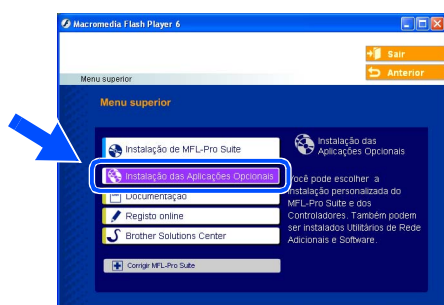 Macromedia Flash Player 6
Sair
Anterior
Menu superior
Menu superior
Instalação de MFL-Pro Suite
Instalação das Aplicações Opcionais
Documentação
Registo online
Brother Solutions Center
Corrigir MFL-Pro Suite
Instalação das
Aplicações Opcionais
Você pode escolher a
instalação personalizada do
MFL-Pro Suite e dos
Controladores. Também podem
ser instalados Utilitários de Rede
Adicionais e Software.